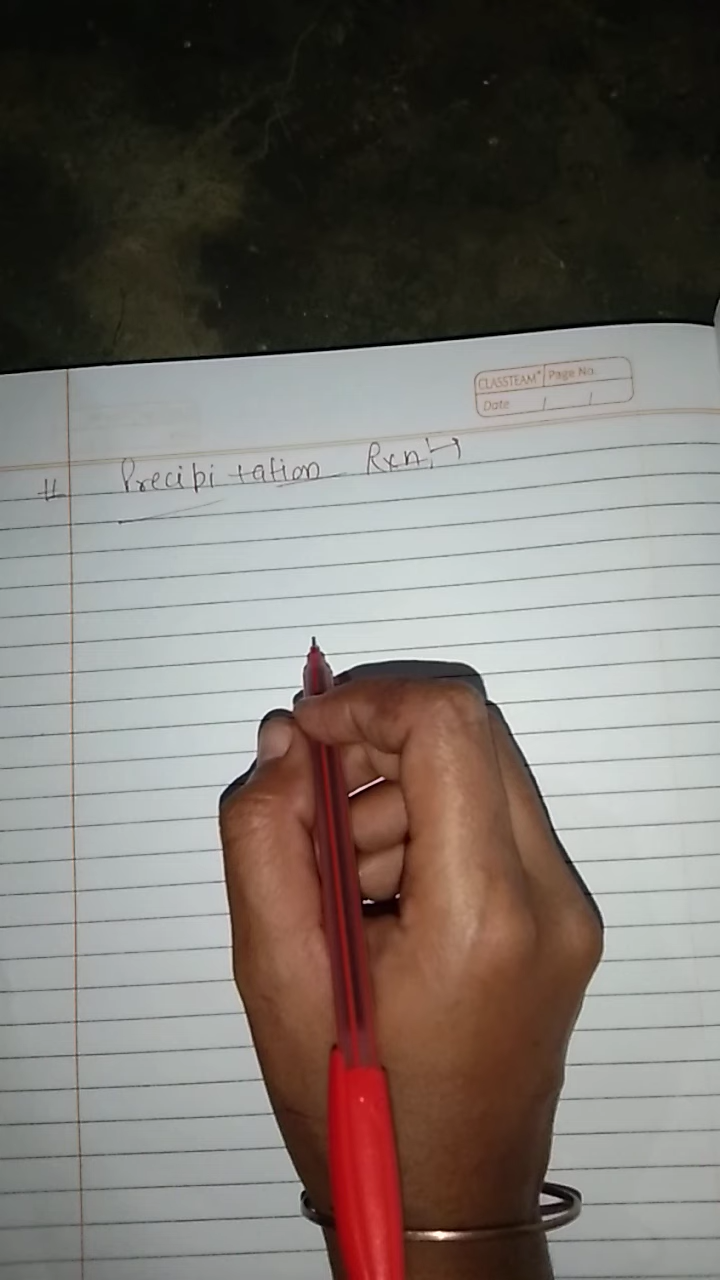 CLASSTEAM® Page No.
Date / /
# Precipitation Rxn:→